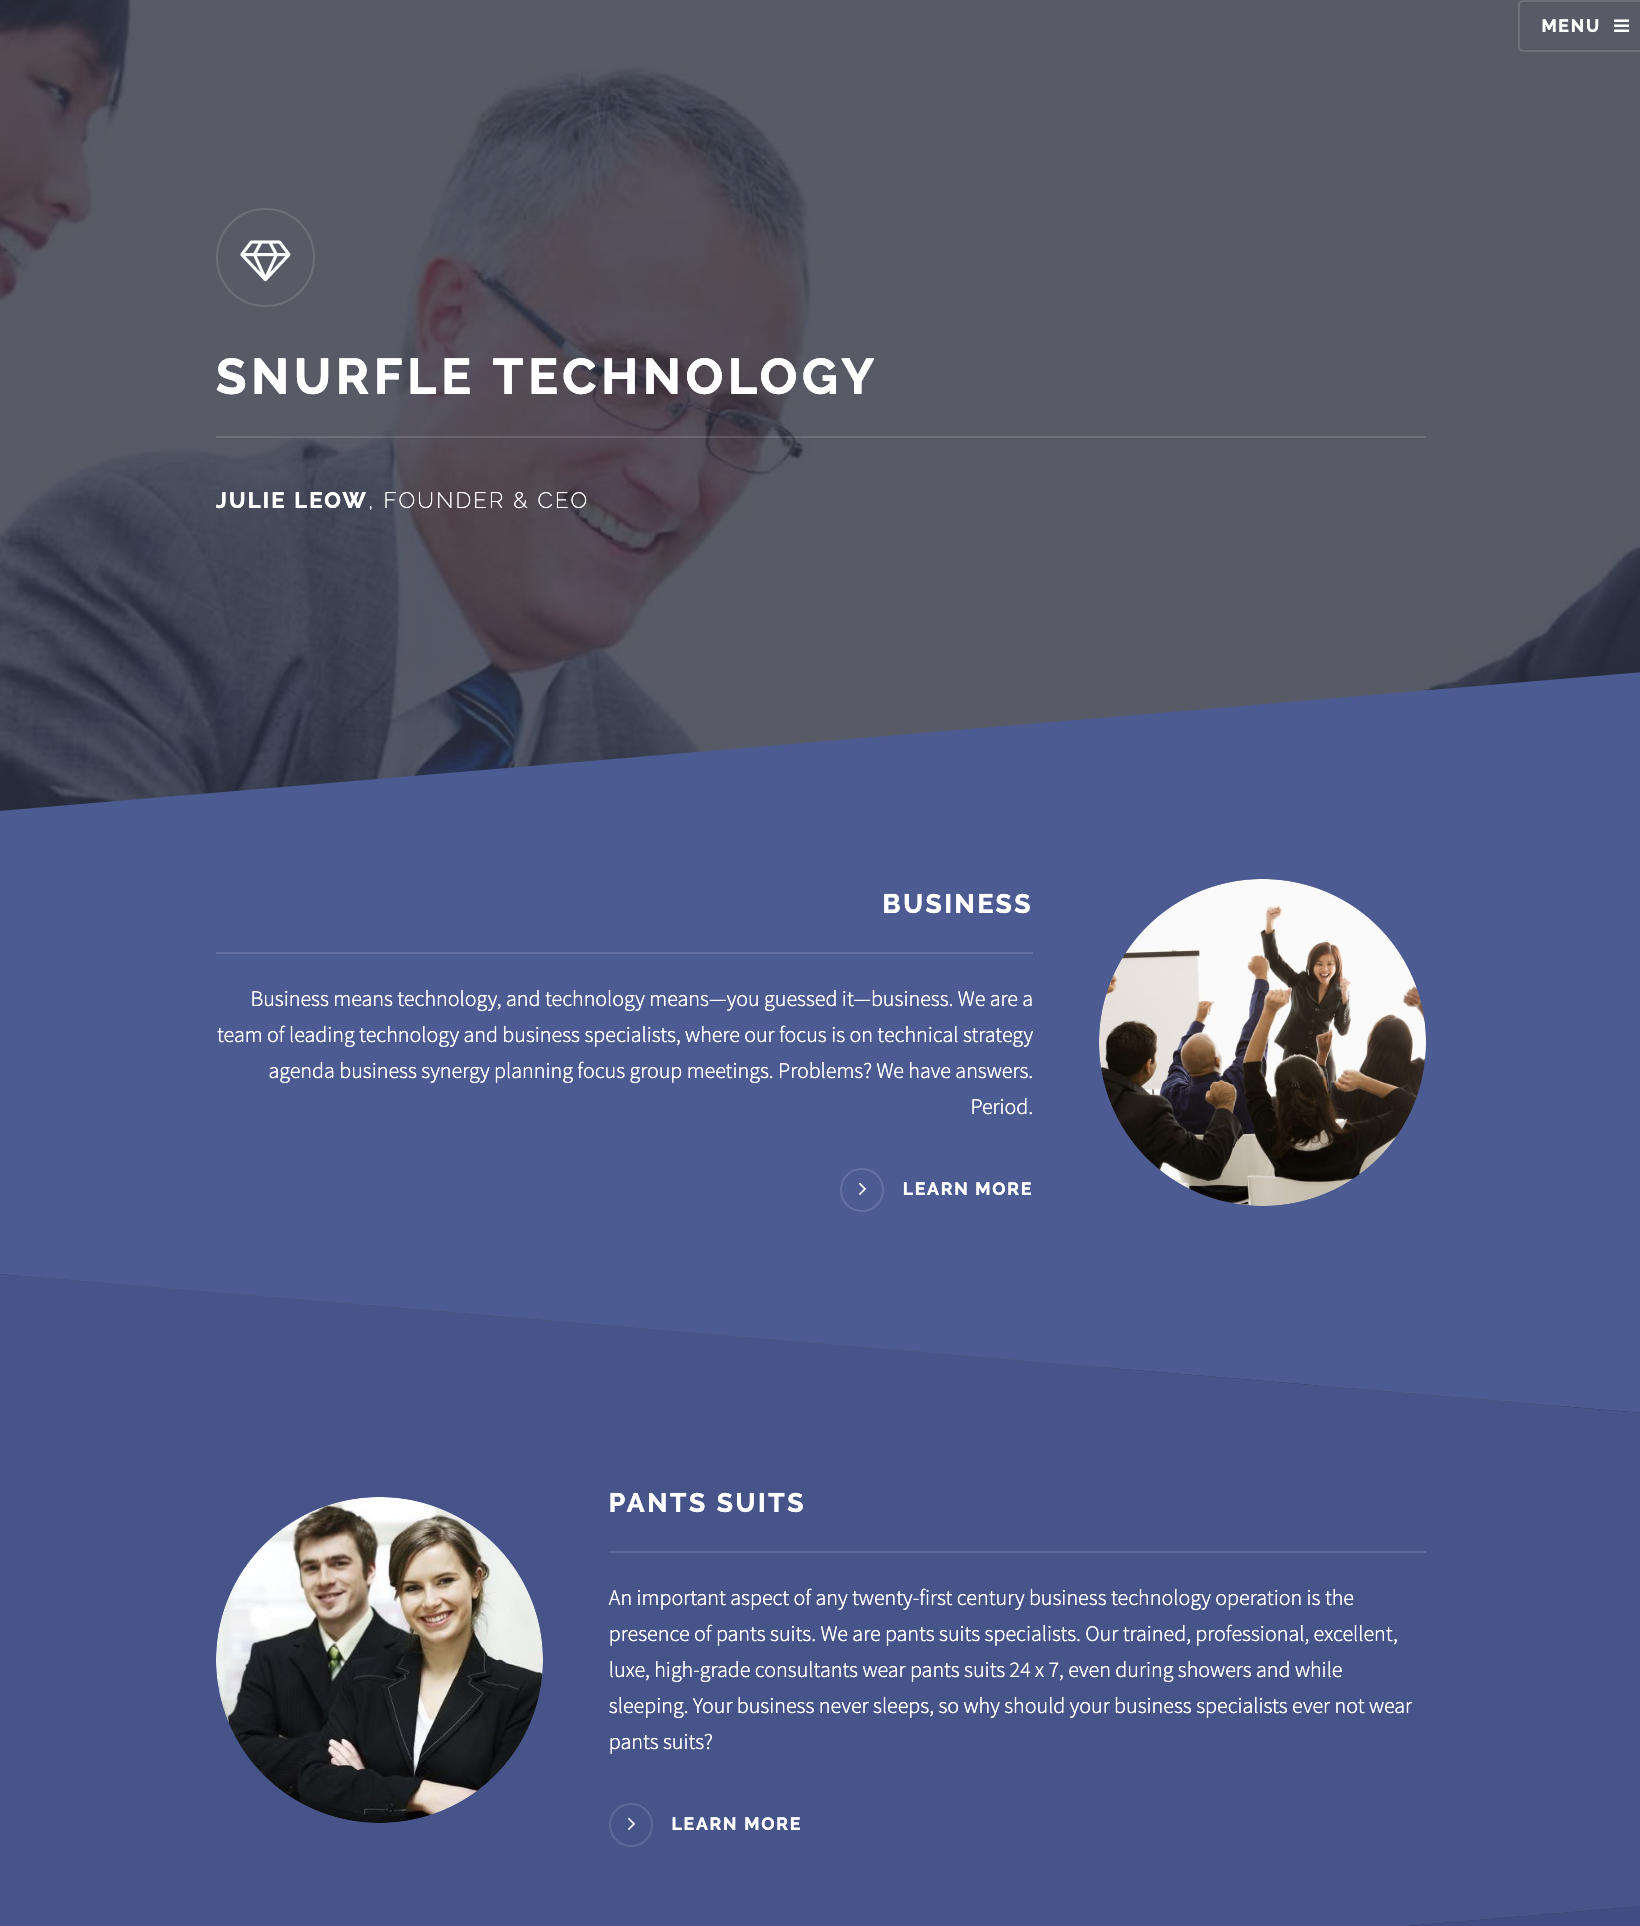 MENU
SNURFLE TECHNOLOGY
JULIE LEOW, FOUNDER & CEO
BUSINESS
Business means technology, and technology means—you guessed it—business. We are a
team of leading technology and business specialists, where our focus is on technical strategy
agenda business synergy planning focus group meetings. Problems? We have answers.
Period.
LEARN MORE
PANTS SUITS
An important aspect of any twenty-first century business technology operation is the
presence of pants suits. We are pants suits specialists. Our trained, professional, excellent,
luxe, high-grade consultants wear pants suits 24 x 7, even during showers and while
sleeping. Your business never sleeps, so why should your business specialists ever not wear
pants suits?
LEARN MORE